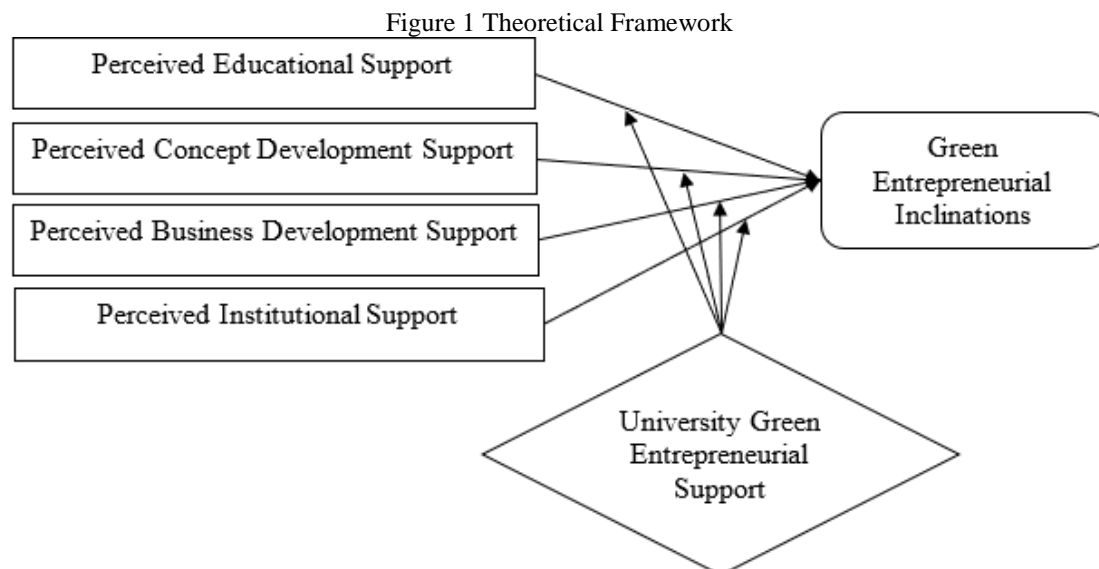 Figure 1 Theoretical Framework
Perceived Educational Support
Perceived Concept Development Support
Perceived Business Development Support
Perceived Institutional Support
Green
Entrepreneurial
Inclinations
University Green
Entrepreneurial
Support